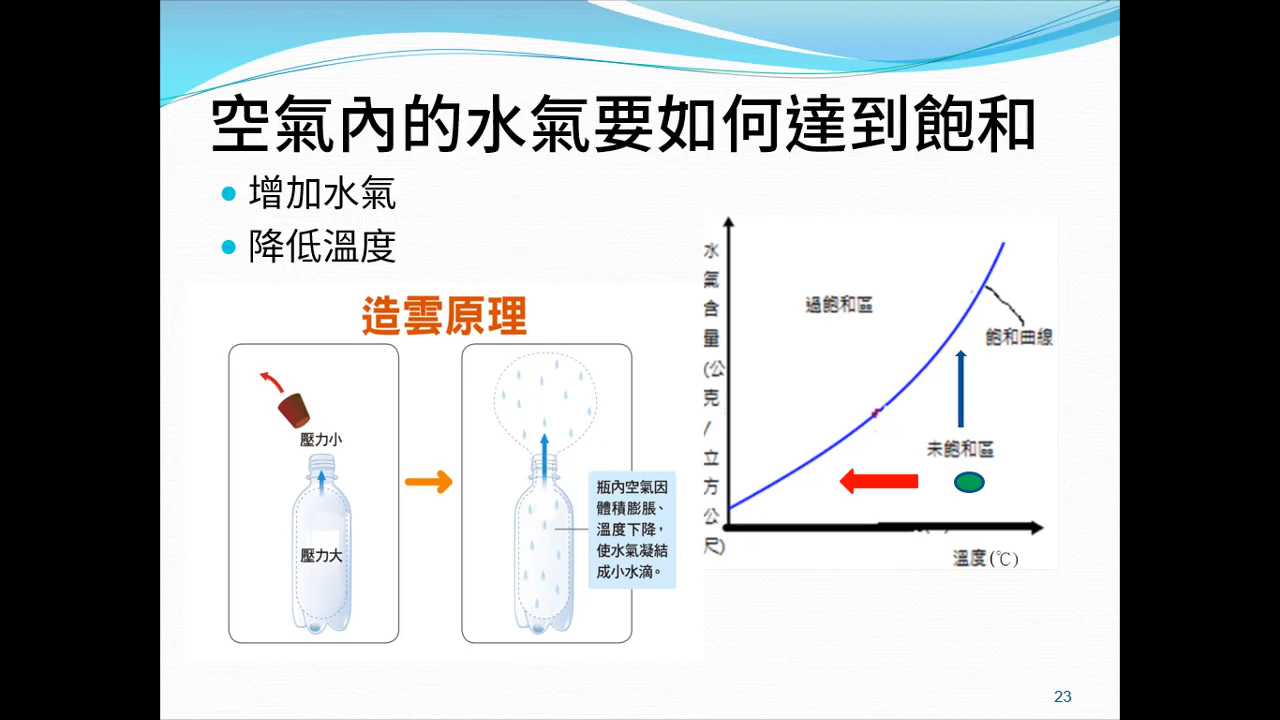 空氣內的水氣要如何達到飽和
增加水氣
降低溫度
造雲原理
壓力小
壓力大
瓶內空氣因
體積膨脹、
溫度下降，
使水氣凝結
成小水滴。
水氣含量(公克/立方公尺)
過飽和區
飽和曲線
未飽和區
溫度(℃)
23